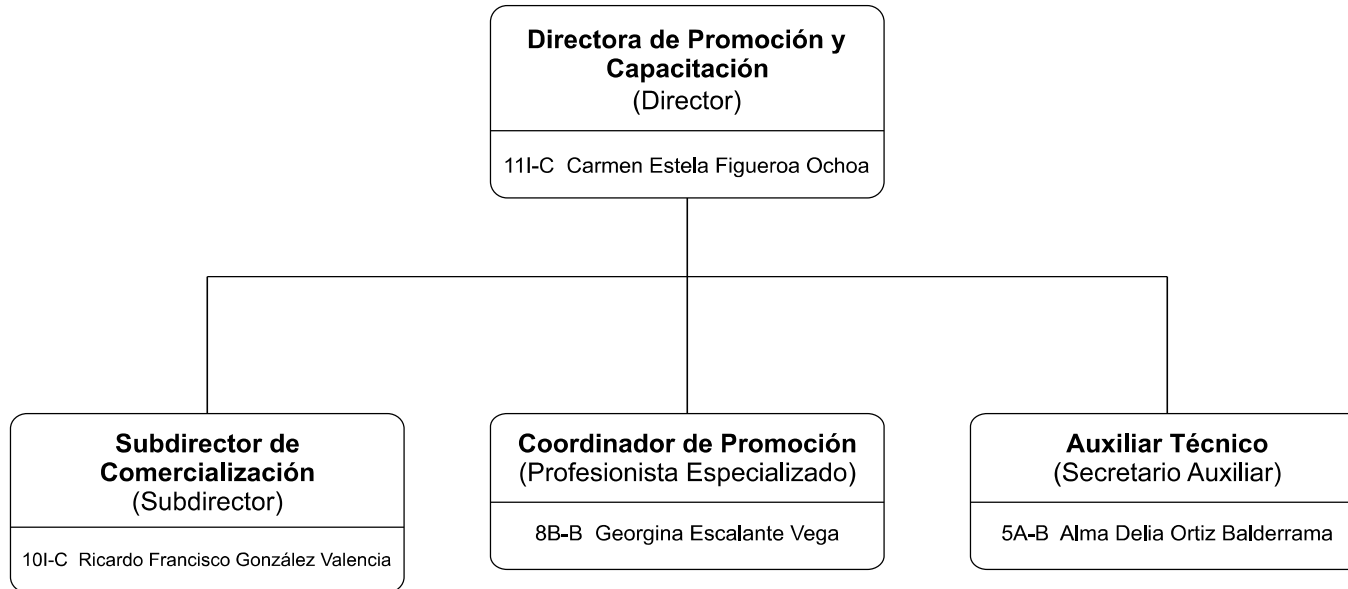 Directora de Promoción y
Capacitación
(Director)
11I-C Carmen Estela Figueroa Ochoa
Subdirector de
Comercialización
(Subdirector)
10I-C Ricardo Francisco González Valencia
Coordinador de Promoción
(Profesionista Especializado)
8B-B Georgina Escalante Vega
Auxiliar Técnico
(Secretario Auxiliar)
5A-B Alma Delia Ortiz Balderrama